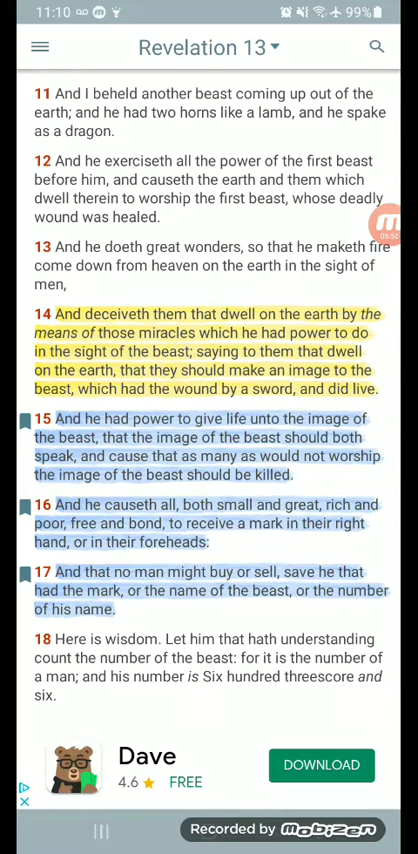 11:10
99%
Revelation 13
11 And I beheld another beast coming up out of the
earth; and he had two horns like a lamb, and he spake
as a dragon.
12 And he exerciseth all the power of the first beast
before him, and causeth the earth and them which
dwell therein to worship the first beast, whose deadly
wound was healed.
13 And he doeth great wonders, so that he maketh fire
come down from heaven on the earth in the sight of
men,
14 And deceiveth them that dwell on the earth by the
means of those miracles which he had power to do
in the sight of the beast; saying to them that dwell
on the earth, that they should make an image to the
beast, which had the wound by a sword, and did live.
15 And he had power to give life unto the image of
the beast, that the image of the beast should both
speak, and cause that as many as would not worship
the image of the beast should be killed.
16 And he causeth all, both small and great, rich and
poor, free and bond, to receive a mark in their right
hand, or in their foreheads:
17 And that no man might buy or sell, save he that
had the mark, or the name of the beast, or the number
of his name.
18 Here is wisdom. Let him that hath understanding
count the number of the beast: for it is the number of
a man; and his number is Six hundred threescore and
six.
Dave
4.6 ★ FREE
DOWNLOAD
Recorded by mobizen